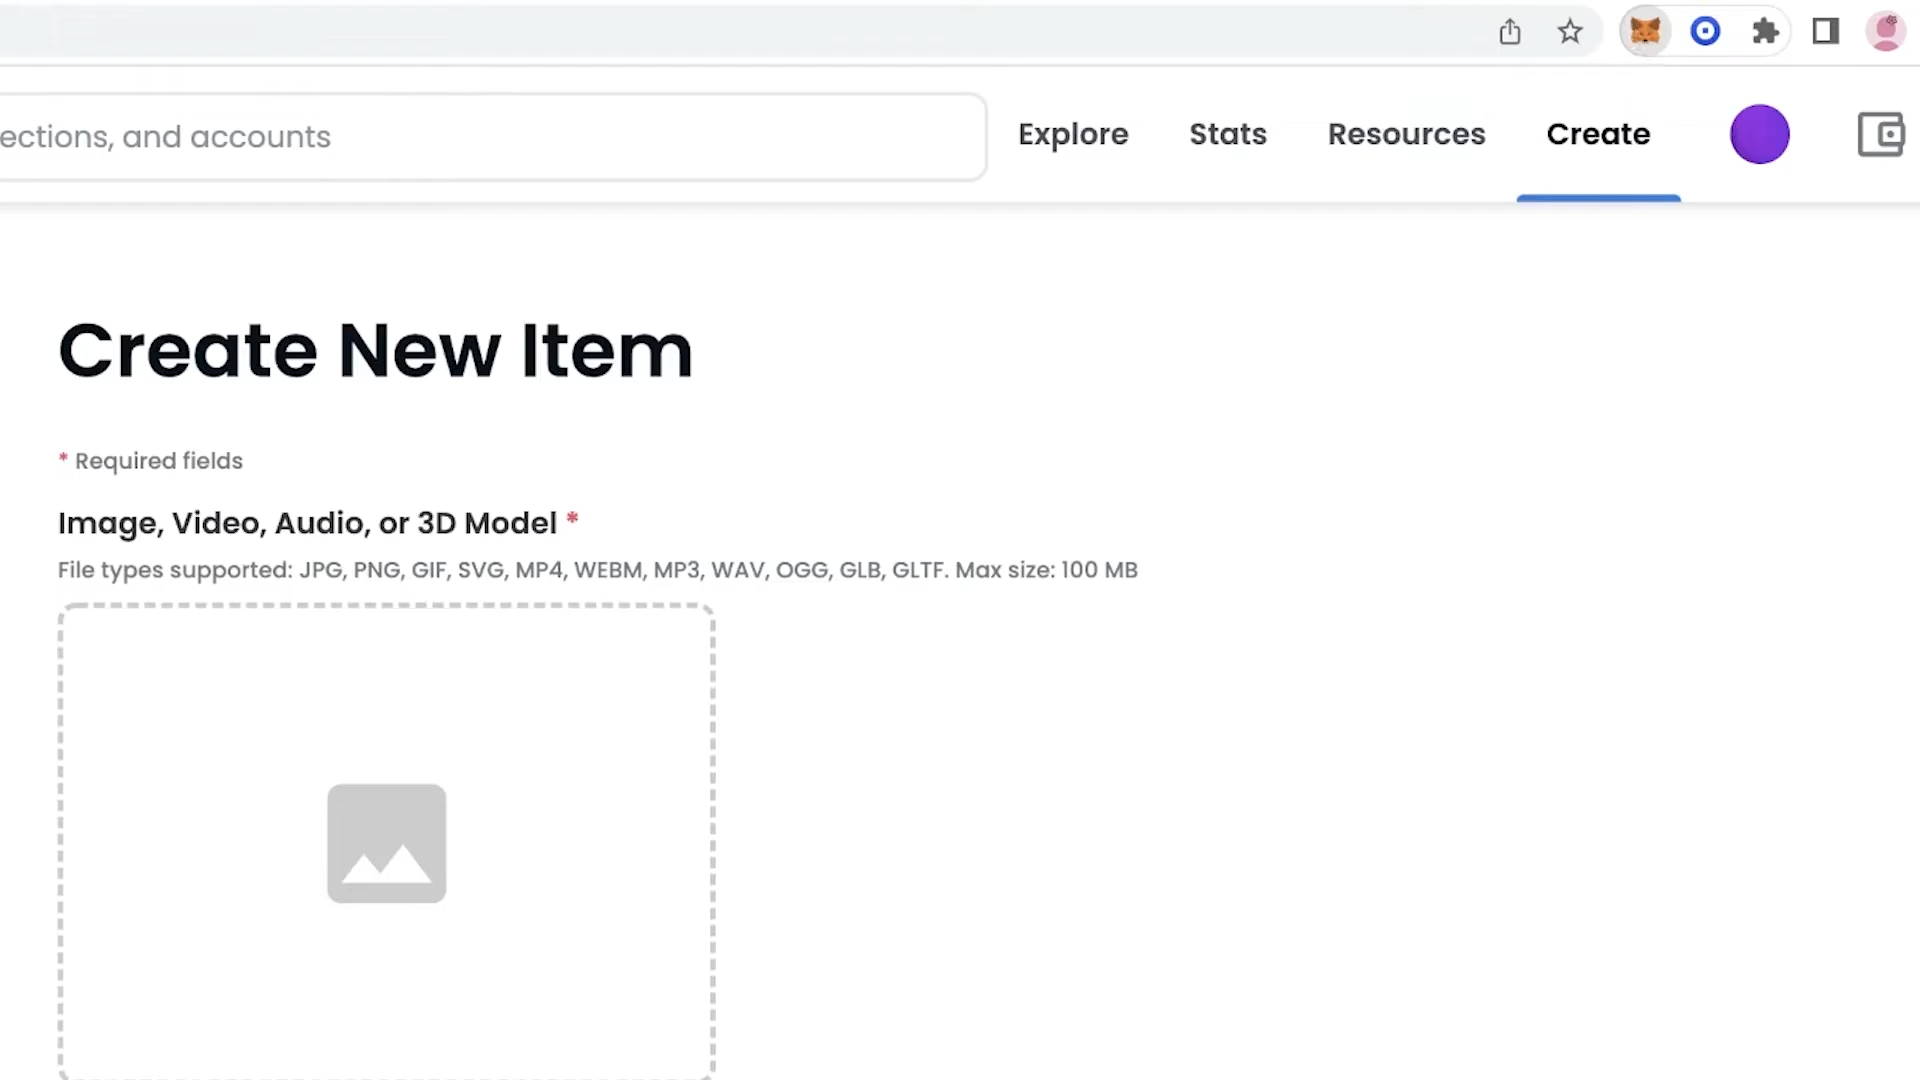 ections, and accounts
Explore Stats Resources Create
Create New Item
* Required fields
Image, Video, Audio, or 3D Model *
File types supported: JPG, PNG, GIF, SVG, MP4, WEBM, MP3, WAV, OGG, GLB, GLTF. Max size: 100 MB